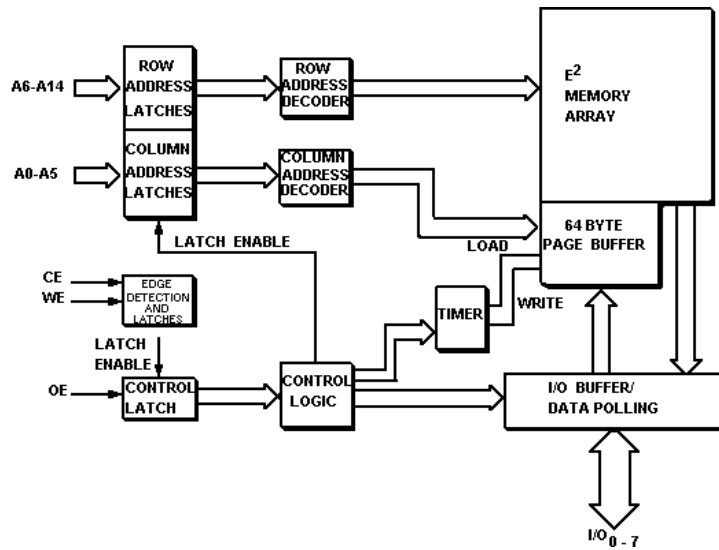 A6-A14
ROW
ADDRESS
LATCHES
ROW
ADDRESS
DECODER
E2
MEMORY
ARRAY
A0-A5
COLUMN
ADDRESS
LATCHES
COLUMN
ADDRESS
DECODER
64 BYTE
PAGE BUFFER
LATCH ENABLE
LOAD
CE
WE
EDGE
DETECTION
AND
LATCHES
TIMER
WRITE
LATCH
ENABLE
OE
CONTROL
LATCH
CONTROL
LOGIC
I/O BUFFER/
DATA POLLING
I/O0 - 7